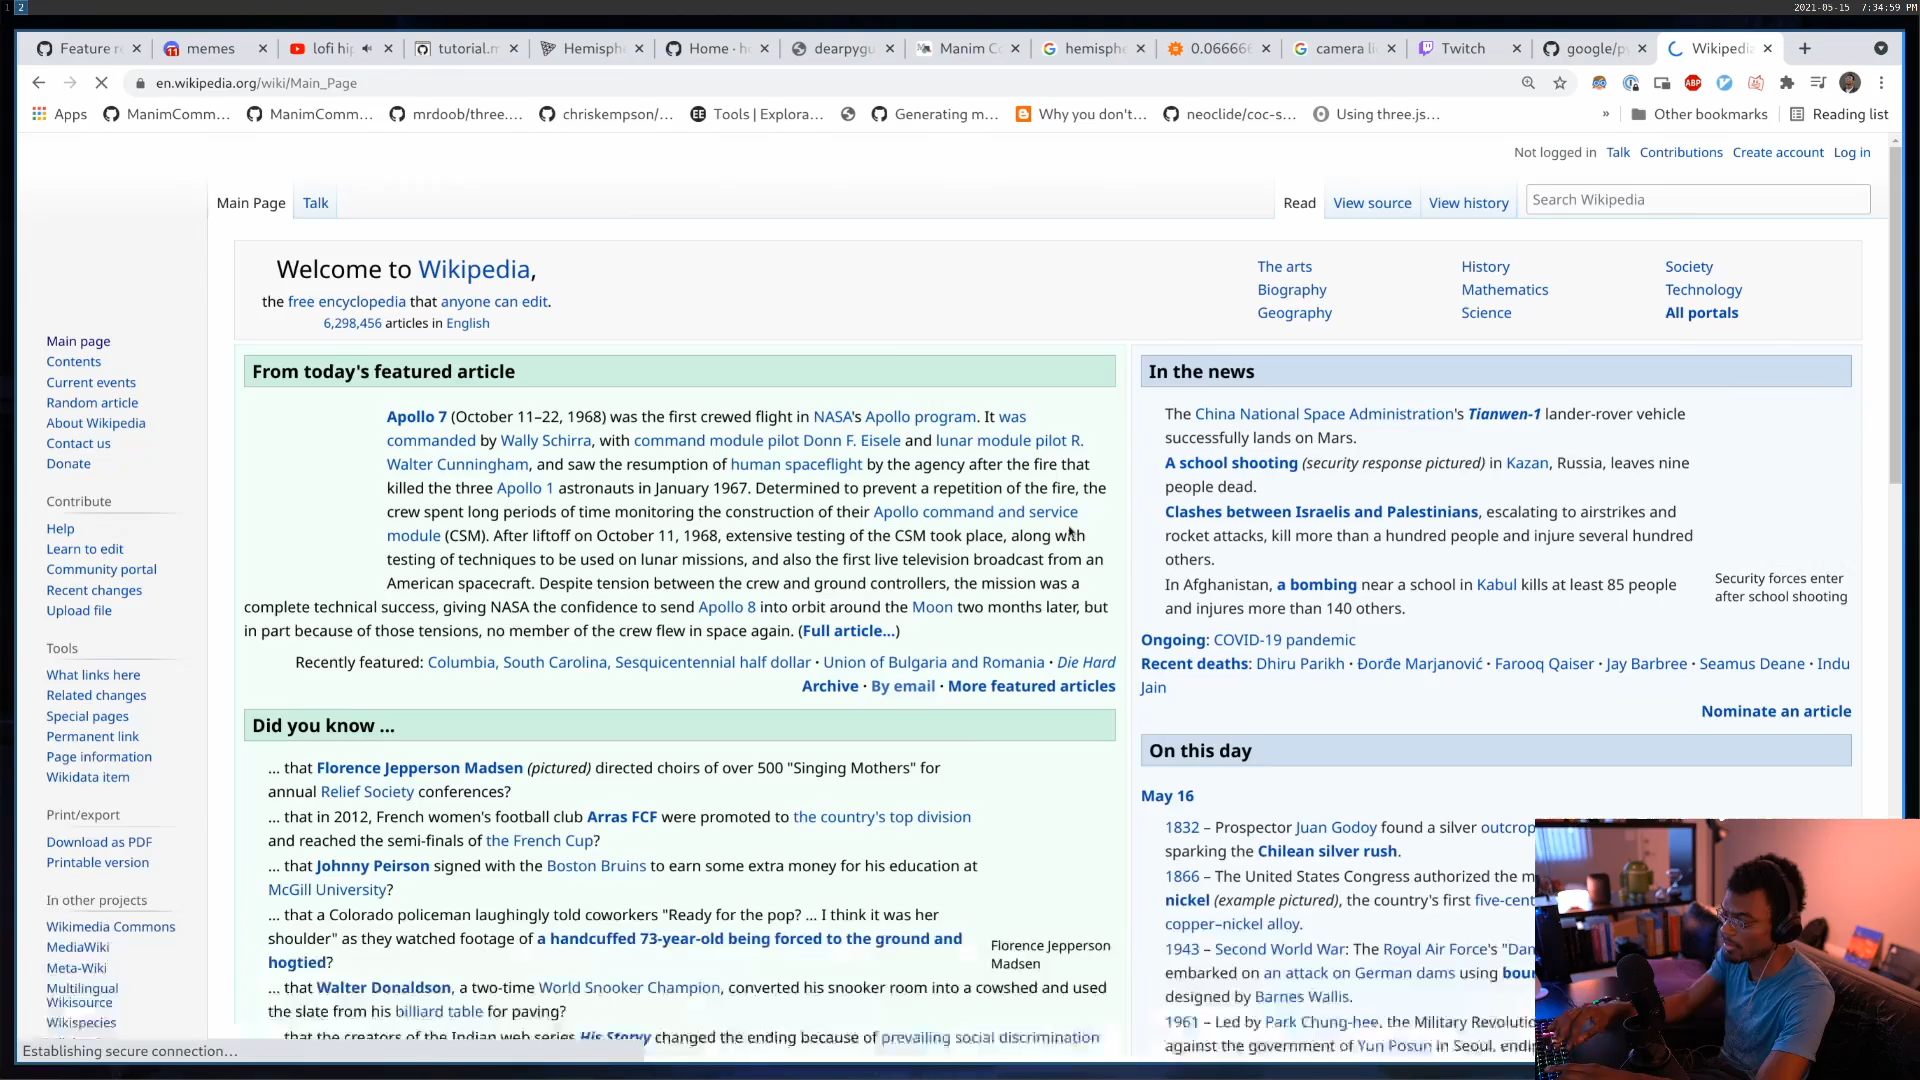 1 2
2021-05-15 7:34:59 PM
Feature r
memes
lofi hip
tutorial.m
Hemisphe
Home · h
dearpygu
Manim C
hemisphe
0.06666
camera li
Twitch
google/p
Wikipedia
en.wikipedia.org/wiki/Main_Page
Apps
ManimComm...
ManimComm...
mrdoob/three....
chriskempson/...
Tools | Explora...
Generating m...
Why you don't...
neoclide/coc-s...
Using three.js...
»
Other bookmarks
Reading list
Not logged in Talk Contributions Create account Log in
Main Page Talk
Read View source View history
Search Wikipedia
Welcome to Wikipedia,
the free encyclopedia that anyone can edit.
6,298,456 articles in English
The arts
Biography
Geography
History
Mathematics
Science
Society
Technology
All portals
Main page
Contents
Current events
Random article
About Wikipedia
Contact us
Donate
Contribute
Help
Learn to edit
Community portal
Recent changes
Upload file
Tools
What links here
Related changes
Special pages
Permanent link
Page information
Wikidata item
Print/export
Download as PDF
Printable version
In other projects
Wikimedia Commons
MediaWiki
Meta-Wiki
Multilingual
Wikisource
Wikispecies
From today's featured article
Apollo 7 (October 11–22, 1968) was the first crewed flight in NASA's Apollo program. It was
commanded by Wally Schirra, with command module pilot Donn F. Eisele and lunar module pilot R.
Walter Cunningham, and saw the resumption of human spaceflight by the agency after the fire that
killed the three Apollo 1 astronauts in January 1967. Determined to prevent a repetition of the fire, the
crew spent long periods of time monitoring the construction of their Apollo command and service
module (CSM). After liftoff on October 11, 1968, extensive testing of the CSM took place, along with
testing of techniques to be used on lunar missions, and also the first live television broadcast from an
American spacecraft. Despite tension between the crew and ground controllers, the mission was a
complete technical success, giving NASA the confidence to send Apollo 8 into orbit around the Moon two months later, but
in part because of those tensions, no member of the crew flew in space again. (Full article...)
Recently featured: Columbia, South Carolina, Sesquicentennial half dollar · Union of Bulgaria and Romania · Die Hard
Archive · By email · More featured articles
Did you know ...
... that Florence Jepperson Madsen (pictured) directed choirs of over 500 "Singing Mothers" for
annual Relief Society conferences?
... that in 2012, French women's football club Arras FCF were promoted to the country's top division
and reached the semi-finals of the French Cup?
... that Johnny Peirson signed with the Boston Bruins to earn some extra money for his education at
McGill University?
... that a Colorado policeman laughingly told coworkers "Ready for the pop? ... I think it was her
shoulder" as they watched footage of a handcuffed 73-year-old being forced to the ground and
hogtied?
Florence Jepperson
Madsen
... that Walter Donaldson, a two-time World Snooker Champion, converted his snooker room into a cowshed and used
the slate from his billiard table for paving?
that the creators of the Indian web series His Storyy changed the ending because of prevailing social discrimination
In the news
The China National Space Administration's Tianwen-1 lander-rover vehicle
successfully lands on Mars.
A school shooting (security response pictured) in Kazan, Russia, leaves nine
people dead.
Clashes between Israelis and Palestinians, escalating to airstrikes and
rocket attacks, kill more than a hundred people and injure several hundred
others.
In Afghanistan, a bombing near a school in Kabul kills at least 85 people
and injures more than 140 others.
Security forces enter
after school shooting
Ongoing: COVID-19 pandemic
Recent deaths: Dhiru Parikh · Đorđe Marjanović · Farooq Qaiser · Jay Barbree · Seamus Deane · Indu
Jain
Nominate an article
On this day
May 16
1832 – Prospector Juan Godoy found a silver outcrop
sparking the Chilean silver rush.
1866 – The United States Congress authorized the m
nickel (example pictured), the country's first five-cent
copper–nickel alloy.
1943 – Second World War: The Royal Air Force's "Dam
embarked on an attack on German dams using boun
designed by Barnes Wallis.
1961 – Led by Park Chung-hee, the Military Revolutio
against the government of Yun Posun in Seoul, endin
Establishing secure connection...